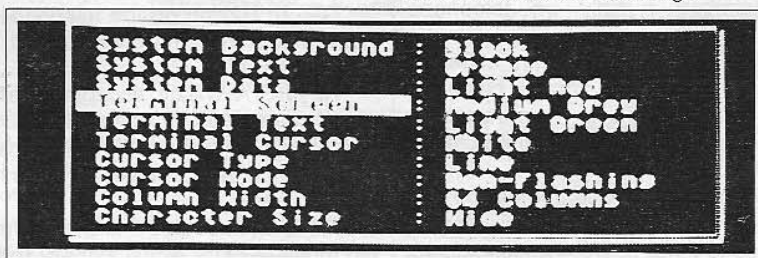 System Background : Black
System Text : Orange
System Data : Light Red
Terminal Screen : Medium Grey
Terminal Text : Light Green
Terminal Cursor : White
Cursor Type : Line
Cursor Mode : Non-Flashing
Column Width : 64 Columns
Character Size : Wide